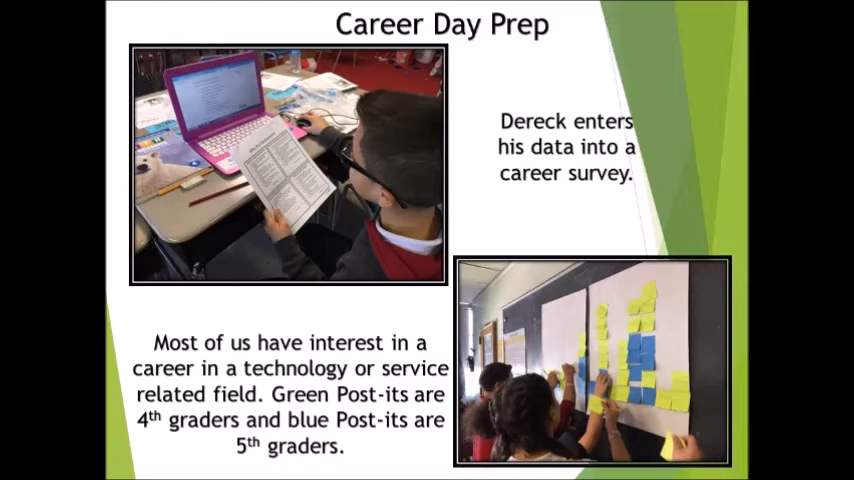 Career Day Prep
Dereck enters
his data into a
career survey.
Most of us have interest in a
career in a technology or service
related field. Green Post-its are
4th graders and blue Post-its are
5th graders.